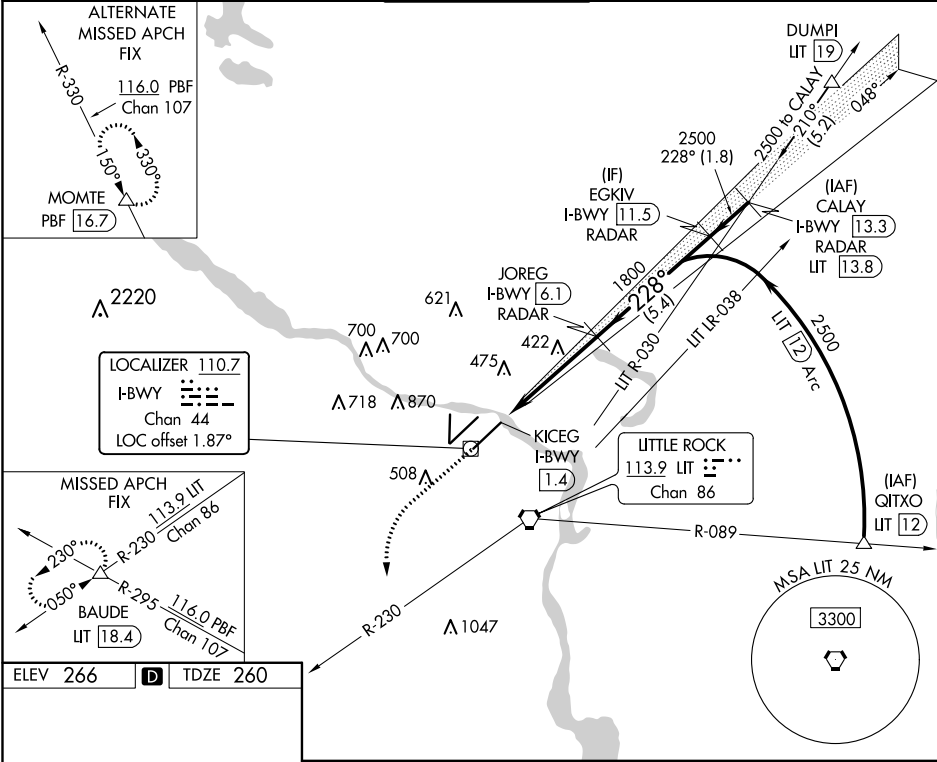 ALTERNATE
MISSED APCH
FIX
R-330
116.0 PBF
Chan 107
330°
150°
MOMTE
PBF 16.7
DUMPI
LIT 19
2500 to CALAY
210°
(5.2)
048°
2500
228° (1.8)
(IF)
EGKIV
I-BWY 11.5
RADAR
(IAF)
CALAY
I-BWY 13.3
RADAR
LIT 13.8
JOREG
I-BWY 6.1
RADAR
1800
228°
(5.4)
LIT R-030
LIT LR-038
2500
LIT 12 Arc
2220
621
700
700
422
475
718
870
LOCALIZER 110.7
I-BWY
Chan 44
LOC offset 1.87°
KICEG
I-BWY
1.4
508
LITTLE ROCK
113.9 LIT
Chan 86
(IAF)
QITXO
LIT 12
R-089
R-230
1047
MISSED APCH
FIX
113.9 LIT
R-230 Chan 86
230°
050°
R-295 116.0 PBF
Chan 107
BAUDE
LIT 18.4
MSA LIT 25 NM
3300
ELEV 266 D TDZE 260